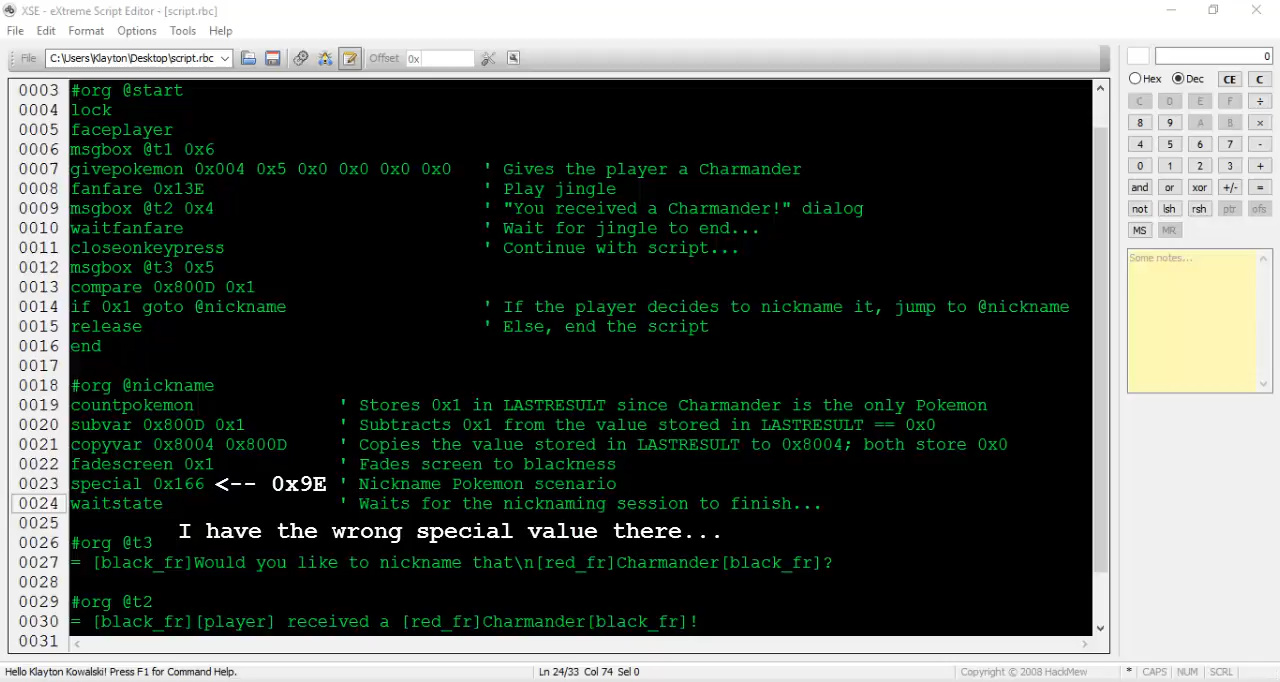 XSE - eXtreme Script Editor - [script.rbc]
File Edit Format Options Tools Help
File C:\Users\Klayton\Desktop\script.rbc Offset 0x
0
Hex Dec CE C
C D E F ÷
8 9 A B ×
4 5 6 7 -
0 1 2 3 +
and or xor +/- =
not lsh rsh ptr ofs
MS MR
Some notes...
0003 #org @start
0004 lock
0005 faceplayer
0006 msgbox @t1 0x6
0007 givepokemon 0x004 0x5 0x0 0x0 0x0 0x0 ' Gives the player a Charmander
0008 fanfare 0x13E ' Play jingle
0009 msgbox @t2 0x4 ' "You received a Charmander!" dialog
0010 waitfanfare ' Wait for jingle to end...
0011 closeonkeypress ' Continue with script...
0012 msgbox @t3 0x5
0013 compare 0x800D 0x1
0014 if 0x1 goto @nickname ' If the player decides to nickname it, jump to @nickname
0015 release ' Else, end the script
0016 end
0017
0018 #org @nickname
0019 countpokemon ' Stores 0x1 in LASTRESULT since Charmander is the only Pokemon
0020 subvar 0x800D 0x1 ' Subtracts 0x1 from the value stored in LASTRESULT == 0x0
0021 copyvar 0x8004 0x800D ' Copies the value stored in LASTRESULT to 0x8004; both store 0x0
0022 fadescreen 0x1 ' Fades screen to blackness
0023 special 0x166 <-- 0x9E ' Nickname Pokemon scenario
0024 waitstate ' Waits for the nicknaming session to finish...
0025
I have the wrong special value there...
0026 #org @t3
0027 = [black_fr]Would you like to nickname that\n[red_fr]Charmander[black_fr]?
0028
0029 #org @t2
0030 = [black_fr][player] received a [red_fr]Charmander[black_fr]!
0031
Hello Klayton Kowalski! Press F1 for Command Help. Ln 24/33 Col 74 Sel 0 Copyright © 2008 HackMew * CAPS NUM SCRL